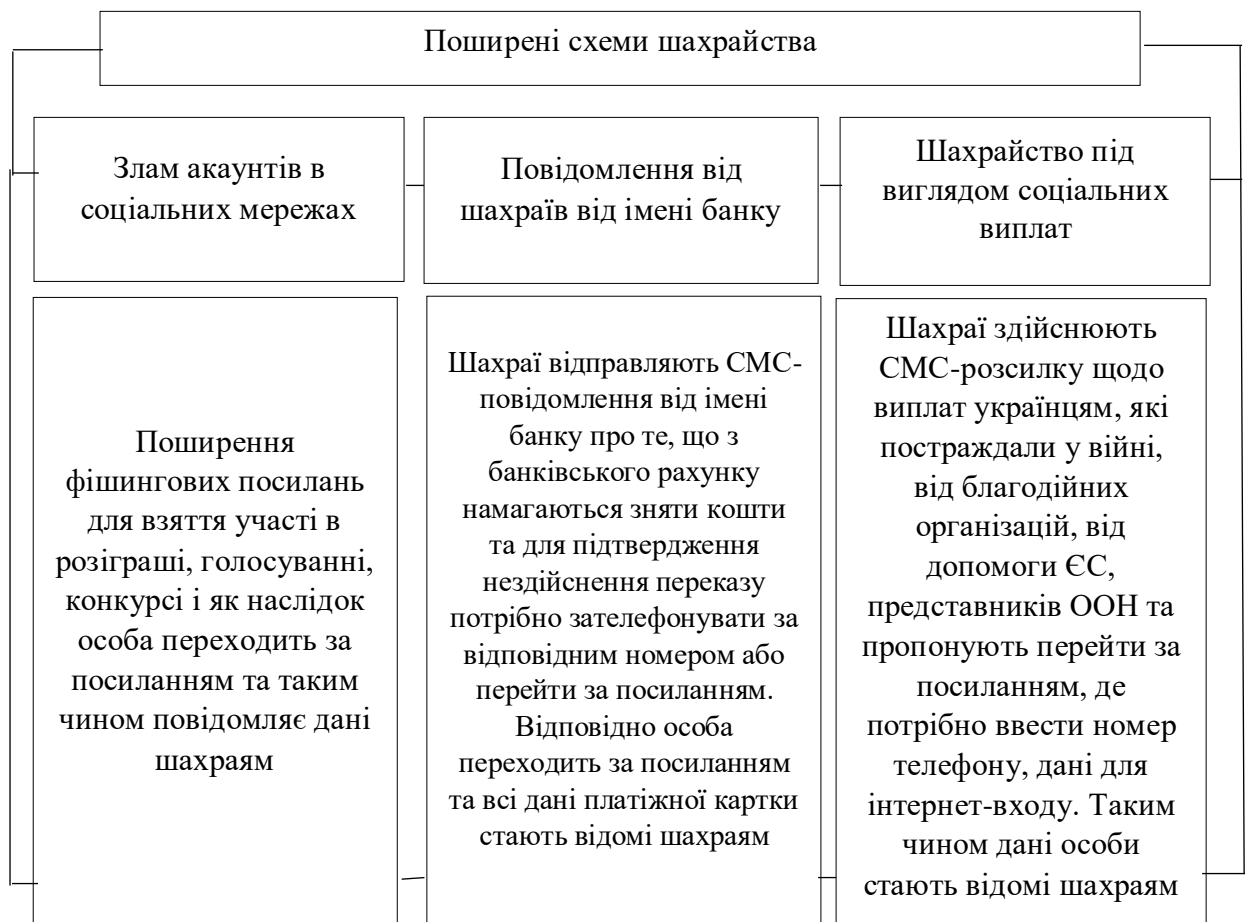 Поширені схеми шахрайства
Злам акаунтів в
соціальних мережах
Повідомлення від
шахраїв від імені банку
Шахрайство під
виглядом соціальних
виплат
Поширення
фішингових посилань
для взяття участі в
розіграші, голосуванні,
конкурсі і як наслідок
особа переходить за
посиланням та таким
чином повідомляє дані
шахраям
Шахраї відправляють СМС-
повідомлення від імені
банку про те, що з
банківського рахунку
намагаються зняти кошти
та для підтвердження
нездійснення переказу
потрібно зателефонувати за
відповідним номером або
перейти за посиланням.
Відповідно особа
переходить за посиланням
та всі дані платіжної картки
стають відомі шахраям
Шахраї здійснюють
СМС-розсилку щодо
виплат українцям, які
постраждали у війні,
від благодійних
організацій, від
допомоги ЄС,
представників ООН та
пропонують перейти за
посиланням, де
потрібно ввести номер
телефону, дані для
інтернет-входу. Таким
чином дані особи
стають відомі шахраям